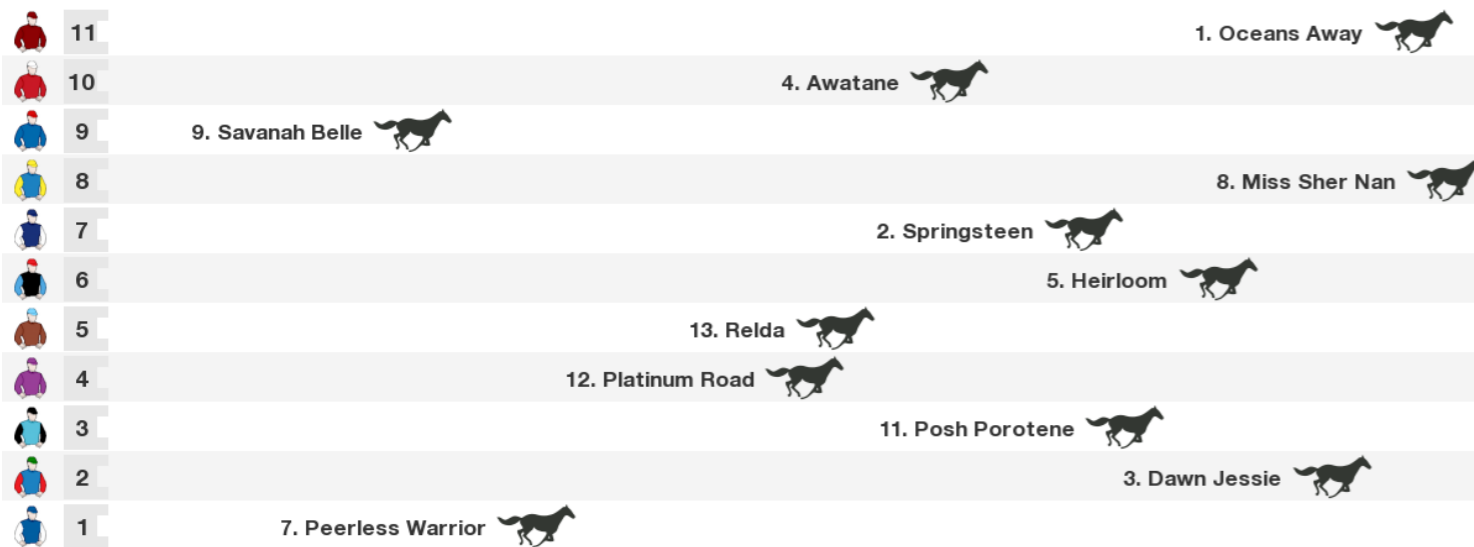 11 1. Oceans Away
10 4. Awatane
9 9. Savanah Belle
8 8. Miss Sher Nan
7 2. Springsteen
6 5. Heirloom
5 13. Relda
4 12. Platinum Road
3 11. Posh Porotene
2 3. Dawn Jessie
1 7. Peerless Warrior